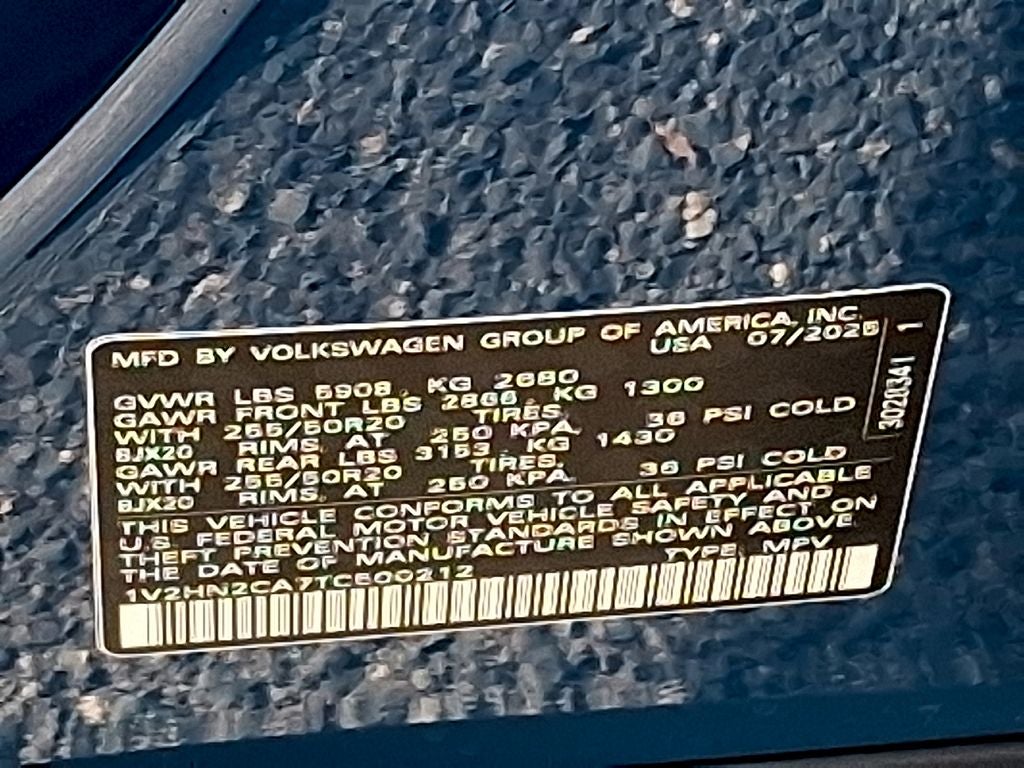 MFD BY VOLKSWAGEN GROUP OF AMERICA, INC.
USA 07/2025
GVWR LBS 5908. KG 2680
GAWR FRONT LBS 2866. KG 1300
WITH 255/50R20 TIRES,
8JX20 RIMS, AT 250 KPA, 36 PSI COLD
GAWR REAR LBS 3153. KG 1430
WITH 255/50R20 TIRES,
8JX20 RIMS, AT 250 KPA, 36 PSI COLD
THIS VEHICLE CONFORMS TO ALL APPLICABLE
U.S. FEDERAL MOTOR VEHICLE SAFETY AND
THEFT PREVENTION STANDARDS IN EFFECT ON
THE DATE OF MANUFACTURE SHOWN ABOVE.
TYPE: MPV
3028341 1